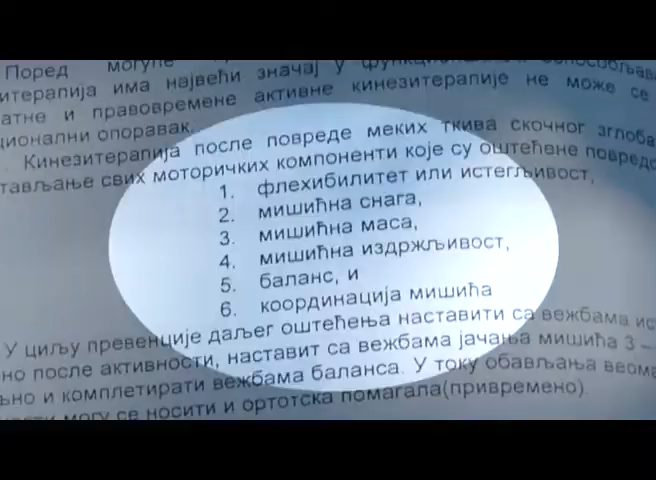 Поред могуће
итерапија има највећи значај у
атне и правовремене активне кинезитерапије не може се
ционални опоравак.
Кинезитерапија после повреде меких ткива скочног зглоба
тављање свих моторичких компоненти које су оштећене повредо
1. флехибилитет или истегљивост,
2. мишићна снага,
3. мишићна маса,
4. мишићна издржљивост,
5. баланс, и
6. координација мишића
У циљу превенције даљег оштећења наставити са вежбама ис
но после активности, наставит са вежбама јачања мишића 3 –
но и комплетирати вежбама баланса. У току обављања веома
могу се носити и ортотска помагала(привремено).